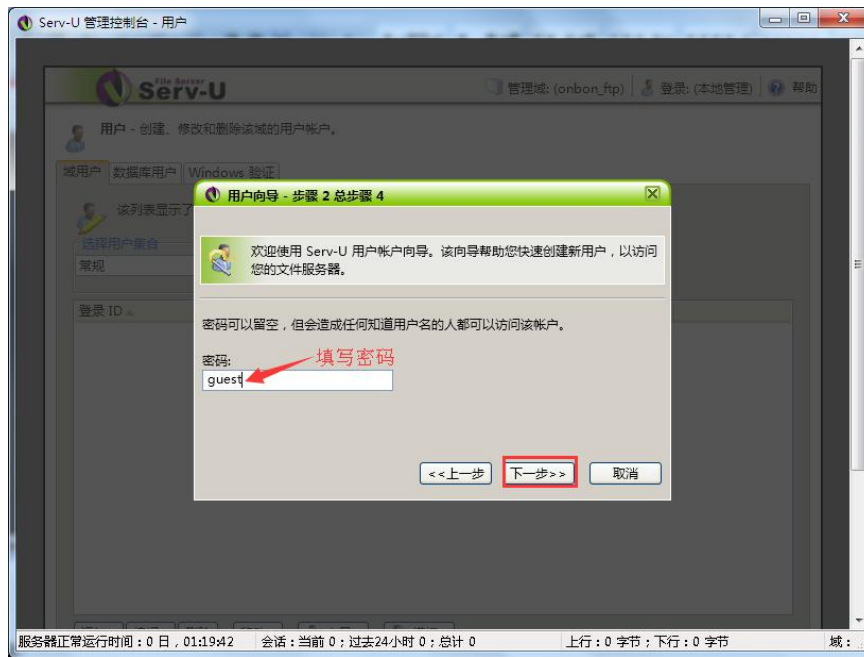 Serv-U 管理控制台 - 用户
File Server
Serv-U
管理域: (onbon_ftp)
登录: (本地管理)
帮助
用户 - 创建、修改和删除该域的用户帐户。
域用户
数据库用户
Windows 验证
该列表显示了
选择用户集合
常规
登录 ID
用户向导 - 步骤 2 总步骤 4
欢迎使用 Serv-U 用户帐户向导。该向导帮助您快速创建新用户，以访问
您的文件服务器。
密码可以留空，但会造成任何知道用户名的人都可以访问该帐户。
密码:
填写密码
guest
<<上一步
下一步>>
取消
服务器正常运行时间：0 日，01:19:42
会话：当前 0；过去24小时 0；总计 0
上行：0 字节；下行：0 字节
域：